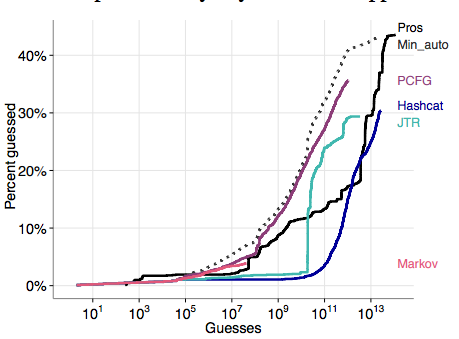 Pros
Min_auto
PCFG
Hashcat
JTR
Markov
Percent guessed
40%
30%
20%
10%
0%
10¹ 10³ 10⁵ 10⁷ 10⁹ 10¹¹ 10¹³
Guesses